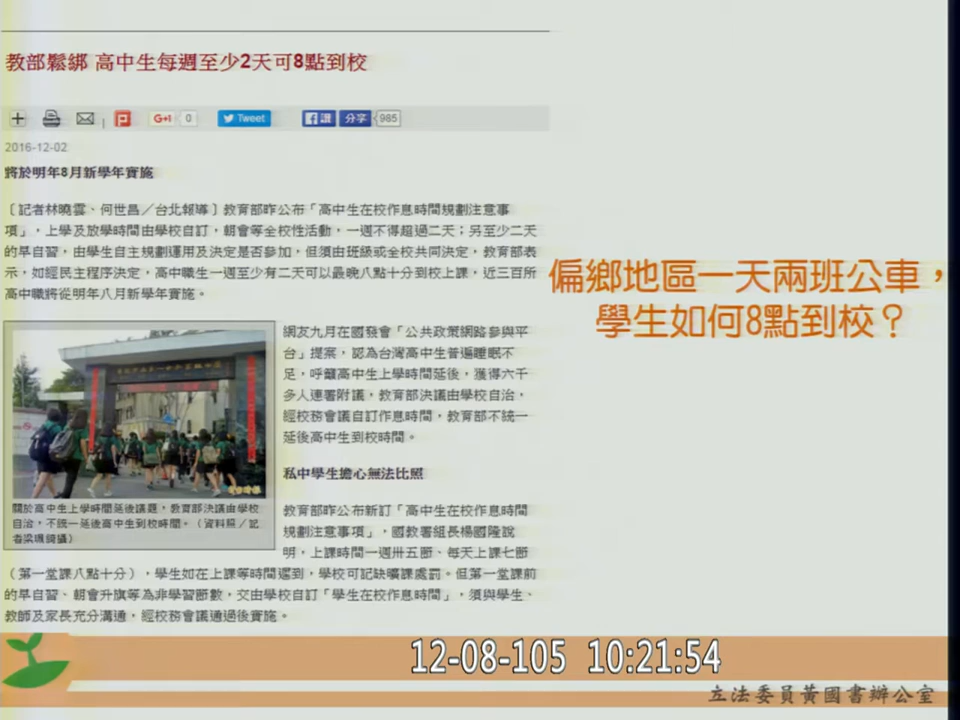 教部鬆綁 高中生每週至少2天可8點到校
G+1 0 Tweet 讚 分享 985
2016-12-02
將於明年8月新學年實施
〔記者林曉雲、何世昌／台北報導〕教育部昨公布「高中生在校作息時間規劃注意事
項」，上學及放學時間由學校自訂，朝會等全校性活動，一週不得超過二天；另至少二天
的早自習，由學生自主規劃運用及決定是否參加，但須由班級或全校共同決定，教育部表
示，如經民主程序決定，高中職生一週至少有二天可以最晚八點十分到校上課，近三百所
高中職將從明年八月新學年實施。
偏鄉地區一天兩班公車，
學生如何8點到校？
網友九月在國發會「公共政策網路參與平
台」提案，認為台灣高中生普遍睡眠不
足，呼籲高中生上學時間延後，獲得六千
多人連署附議，教育部決議由學校自治，
經校務會議自訂作息時間，教育部不統一
延後高中生到校時間。
關於高中生上學時間延後議題，教育部決議由學校
自治，不統一延後高中生到校時間。（資料照／記
者梁珮綺攝）
私中學生擔心無法比照
教育部昨公布新訂「高中生在校作息時間
規劃注意事項」，國教署組長楊國隆說
明，上課時間一週卅五節、每天上課七節
（第一堂課八點十分），學生如在上課等時間遲到，學校可記缺曠課處罰。但第一堂課前
的早自習、朝會升旗等為非學習節數，交由學校自訂「學生在校作息時間」，須與學生、
教師及家長充分溝通，經校務會議通過後實施。
12-08-105 10:21:54
立法委員黃國書辦公室